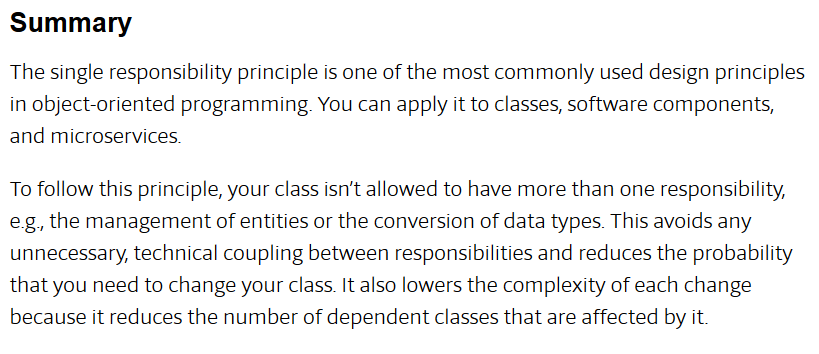 Summary
The single responsibility principle is one of the most commonly used design principles
in object-oriented programming. You can apply it to classes, software components,
and microservices.
To follow this principle, your class isn’t allowed to have more than one responsibility,
e.g., the management of entities or the conversion of data types. This avoids any
unnecessary, technical coupling between responsibilities and reduces the probability
that you need to change your class. It also lowers the complexity of each change
because it reduces the number of dependent classes that are affected by it.